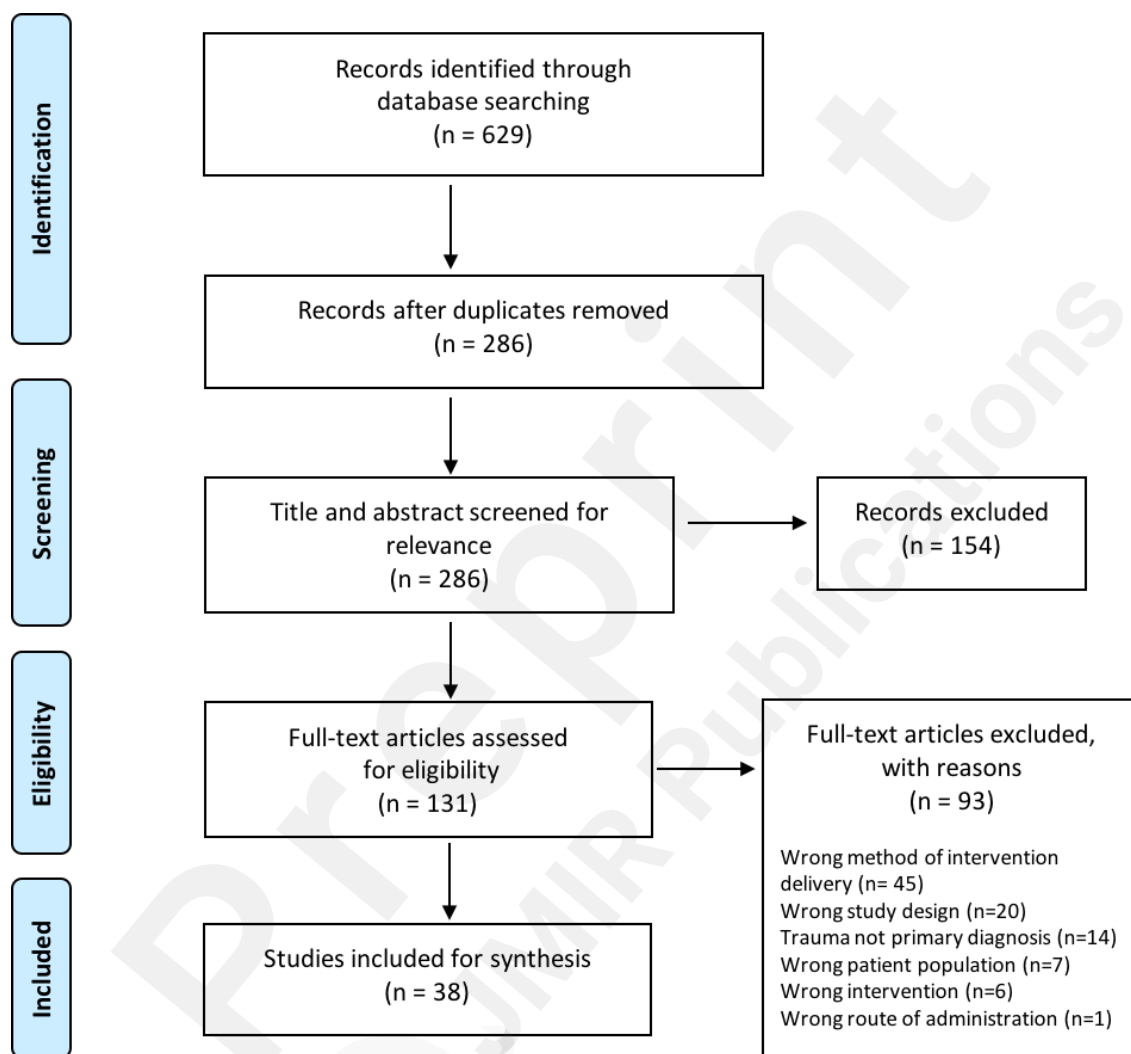 Identification
Records identified through
database searching
(n = 629)
Records after duplicates removed
(n = 286)
Screening
Title and abstract screened for
relevance
(n = 286)
Records excluded
(n = 154)
Eligibility
Full-text articles assessed
for eligibility
(n = 131)
Full-text articles excluded,
with reasons
(n = 93)
Wrong method of intervention
delivery (n= 45)
Wrong study design (n=20)
Trauma not primary diagnosis (n=14)
Wrong patient population (n=7)
Wrong intervention (n=6)
Wrong route of administration (n=1)
Included
Studies included for synthesis
(n = 38)
Preprint
JMIR Publications